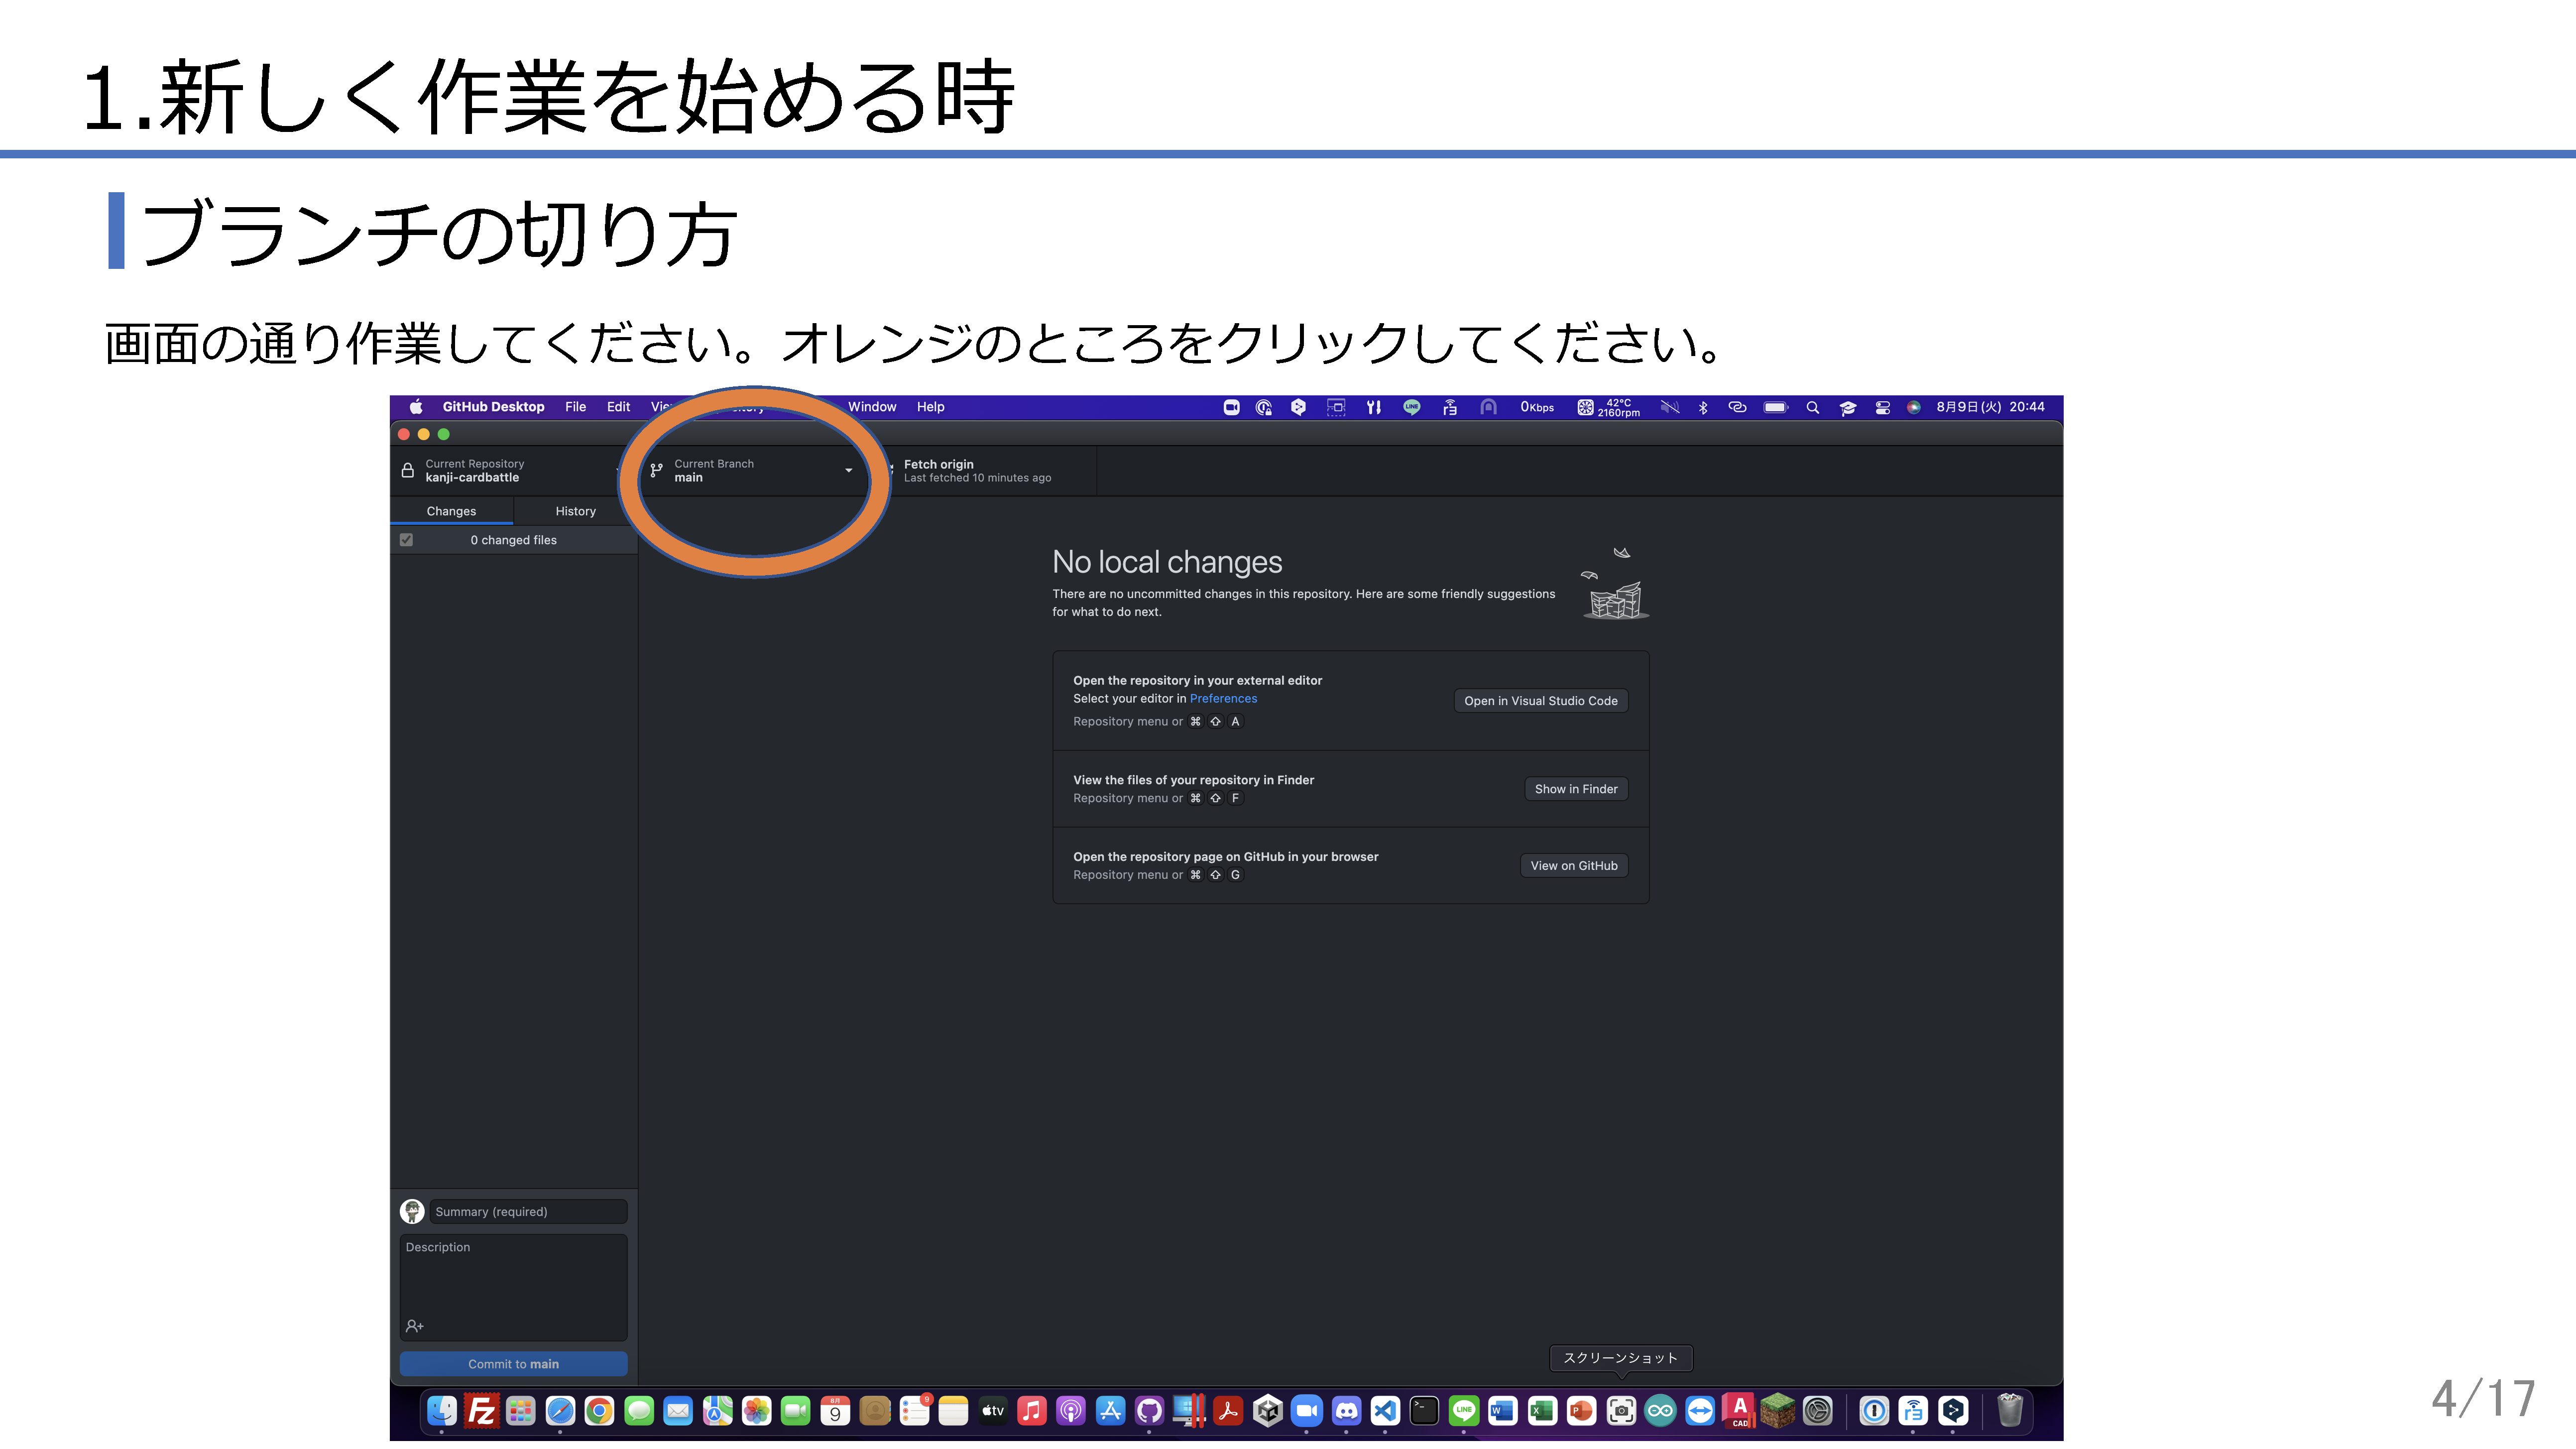 1.新しく作業を始める時
ブランチの切り方
画面の通り作業してください。オレンジのところをクリックしてください。
GitHub Desktop File Edit Window Help
0Kbps 42°C 8月9日(火) 20:44
2160rpm
Current Repository
kanji-cardbattle
Current Branch
main
Fetch origin
Last fetched 10 minutes ago
Changes
History
0 changed files
No local changes
There are no uncommitted changes in this repository. Here are some friendly suggestions
for what to do next.
Open the repository in your external editor
Select your editor in Preferences
Repository menu or ⌘ ⇧ A
Open in Visual Studio Code
View the files of your repository in Finder
Repository menu or ⌘ ⇧ F
Show in Finder
Open the repository page on GitHub in your browser
Repository menu or ⌘ ⇧ G
View on GitHub
Summary (required)
Description
Commit to main
スクリーンショット
4/17